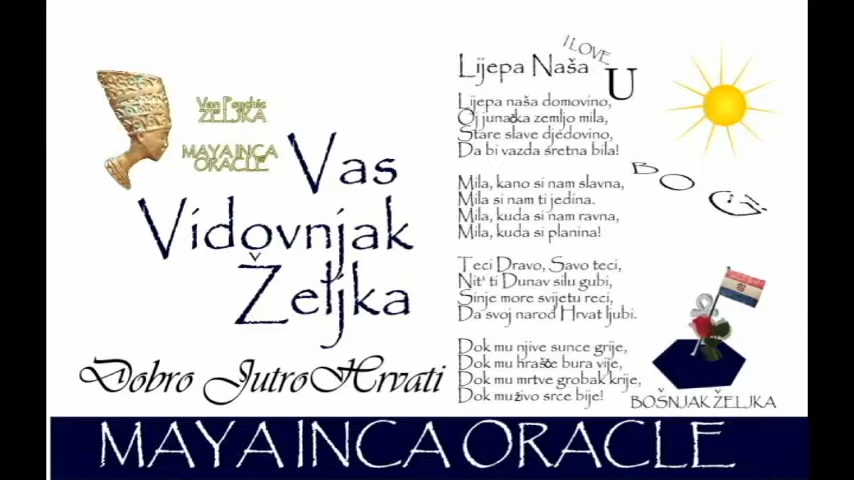 Van Psychic
ŽELJKA
MAYA INCA
ORACLE
Vas
Vidovnjak
Željka
Dobro Jutro Hrvati
I LOVE
U
Lijepa Naša
Lijepa naša domovino,
Oj junačka zemljo mila,
Stare slave djedovino,
Da bi vazda sretna bila!
Mila, kano si nam slavna,
Mila si nam ti jedina.
Mila, kuda si nam ravna,
Mila, kuda si planina!
Teci Dravo, Savo teci,
Nit' ti Dunav silu gubi,
Sinje more svijetu reci,
Da svoj narod Hrvat ljubi.
Dok mu njive sunce grije,
Dok mu hrašće bura vije,
Dok mu mrtve grobak krije,
Dok mu živo srce bije!
BOG
BOŠNJAK ŽELJKA
MAYA INCA ORACLE